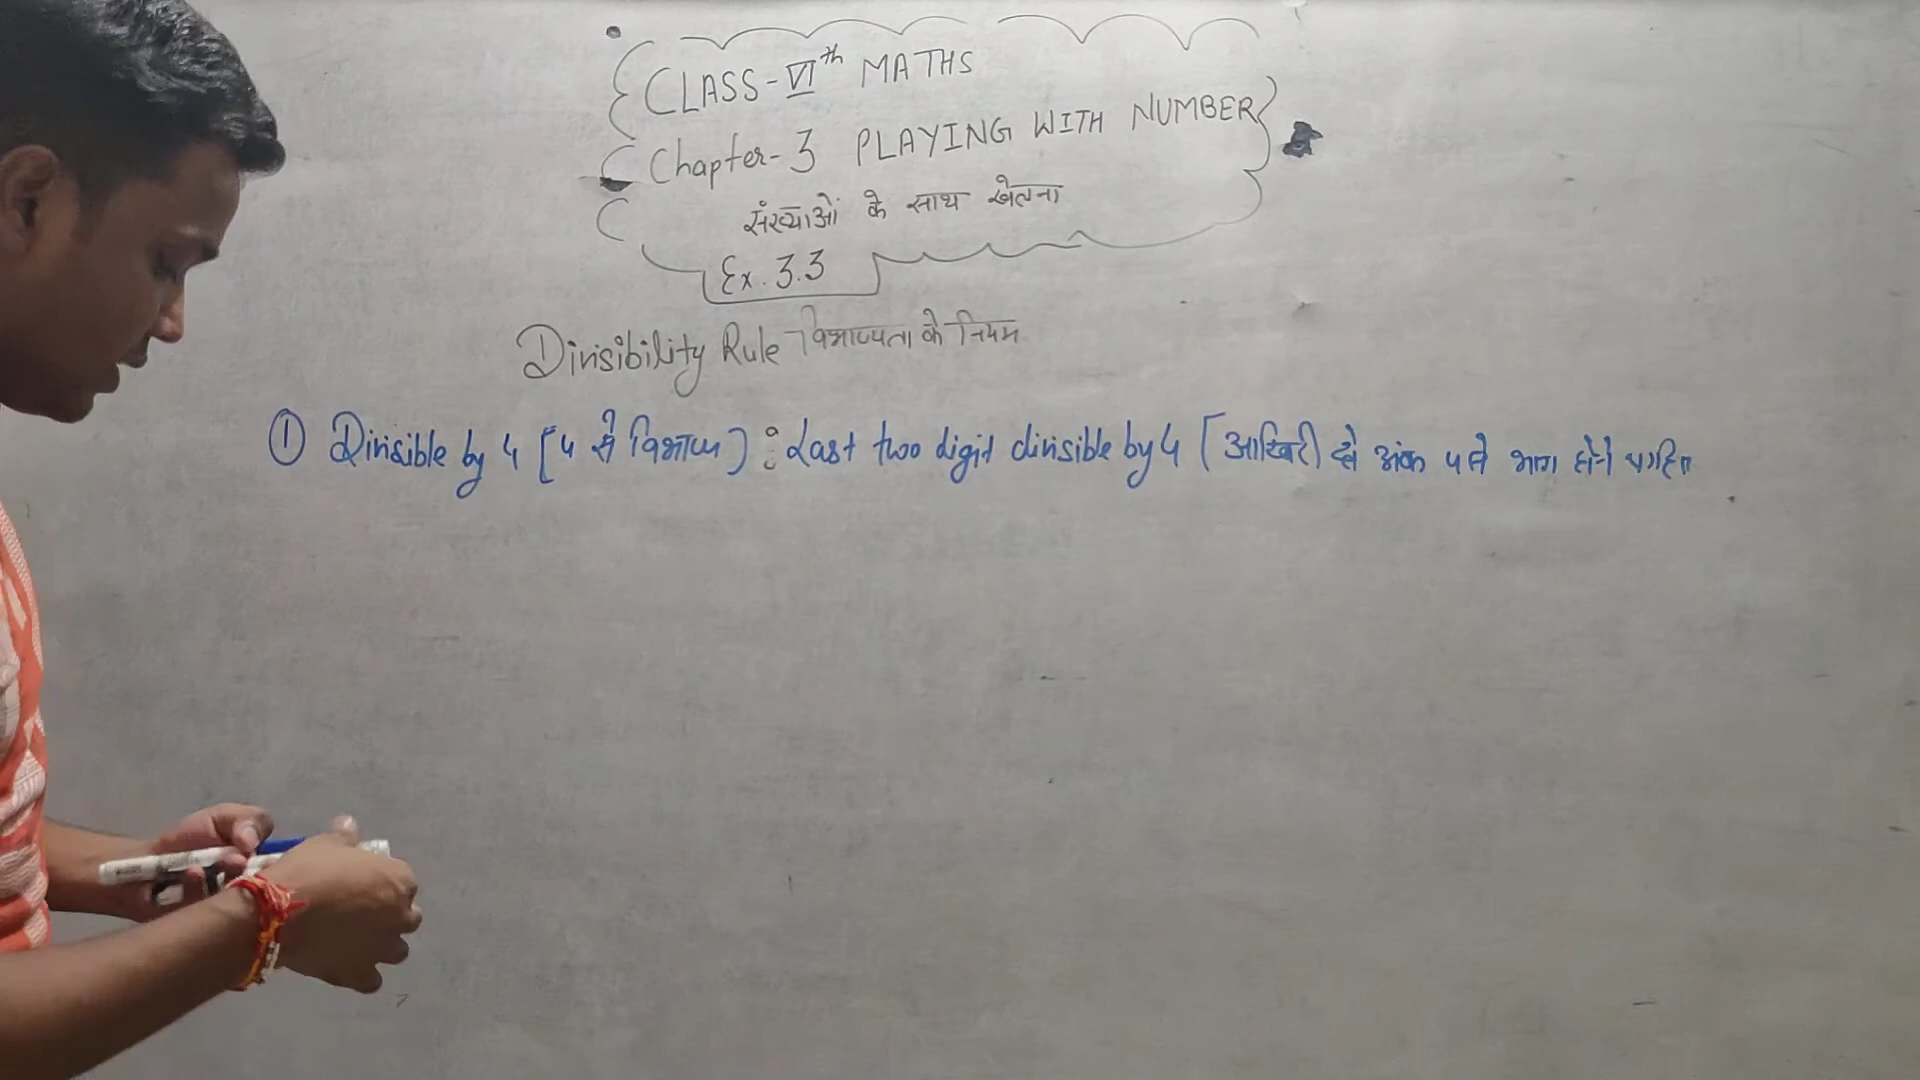 CLASS-VIth MATHS
Chapter-3 PLAYING WITH NUMBER
संख्याओं के साथ खेलना
Ex. 3.3
Divisibility Rule विभाज्यता के नियम
① Divisible by 4 [4 से विभाज्य] : Last two digit divisible by 4 [आखिरी दो अंक 4 से भाग होने चाहिए